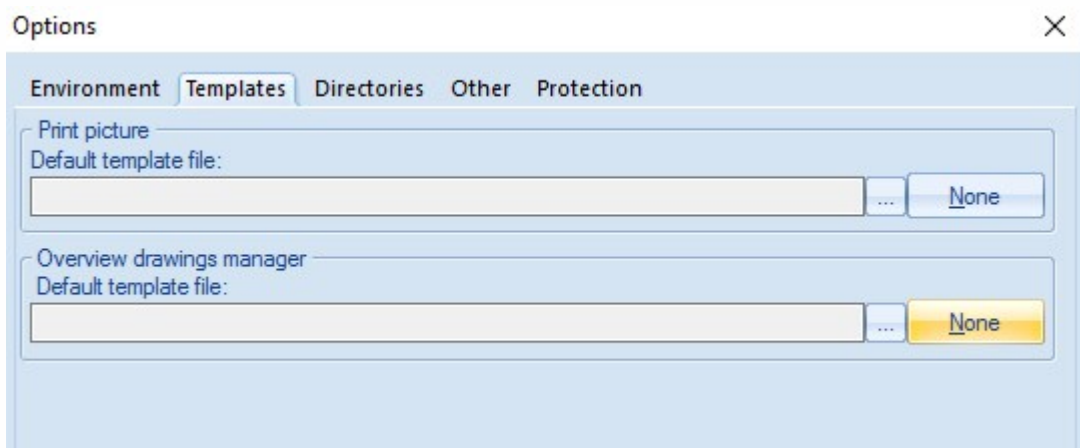 Options
Environment Templates Directories Other Protection
Print picture
Default template file:
... None
Overview drawings manager
Default template file:
... None